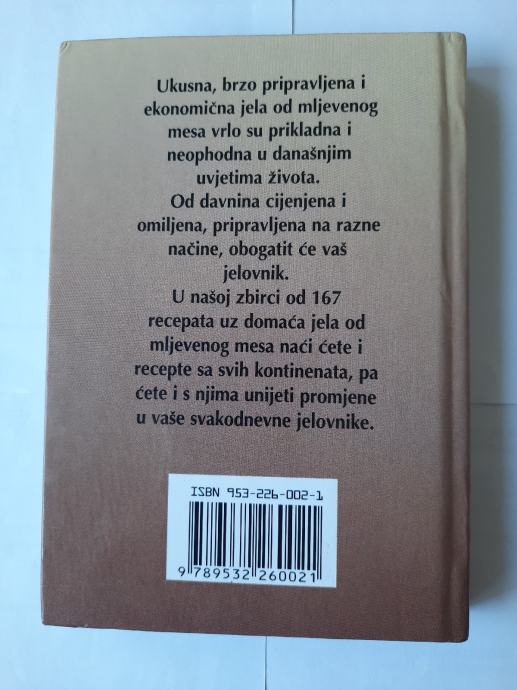 Ukusna, brzo pripravljena i
ekonomična jela od mljevenog
mesa vrlo su prikladna i
neophodna u današnjim
uvjetima života.
Od davnina cijenjena i
omiljena, pripravljena na razne
načine, obogatit će vaš
jelovnik.
U našoj zbirci od 167
recepata uz domaća jela od
mljevenog mesa naći ćete i
recepte sa svih kontinenata, pa
ćete i s njima unijeti promjene
u vaše svakodnevne jelovnike.
ISBN 953-226-002-1
9 789532 260021